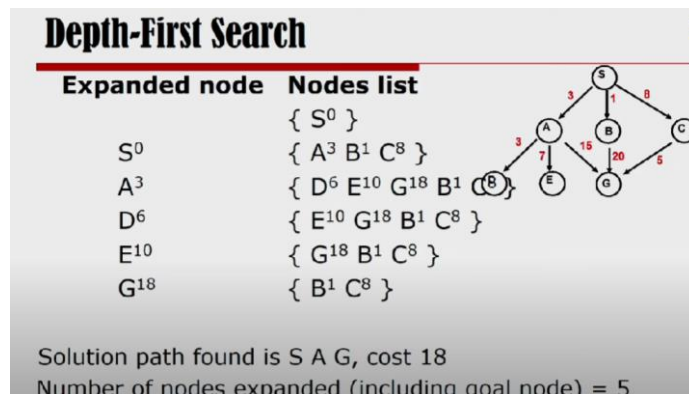 Depth-First Search
Expanded node Nodes list
{ S⁰ }
S⁰ { A³ B¹ C⁸ }
A³ { D⁶ E¹⁰ G¹⁸ B¹ C⁸ }
D⁶ { E¹⁰ G¹⁸ B¹ C⁸ }
E¹⁰ { G¹⁸ B¹ C⁸ }
G¹⁸ { B¹ C⁸ }
Solution path found is S A G, cost 18
Number of nodes expanded (including goal node) = 5
S
3 1 8
A B C
3 7 15 20 5
D E G